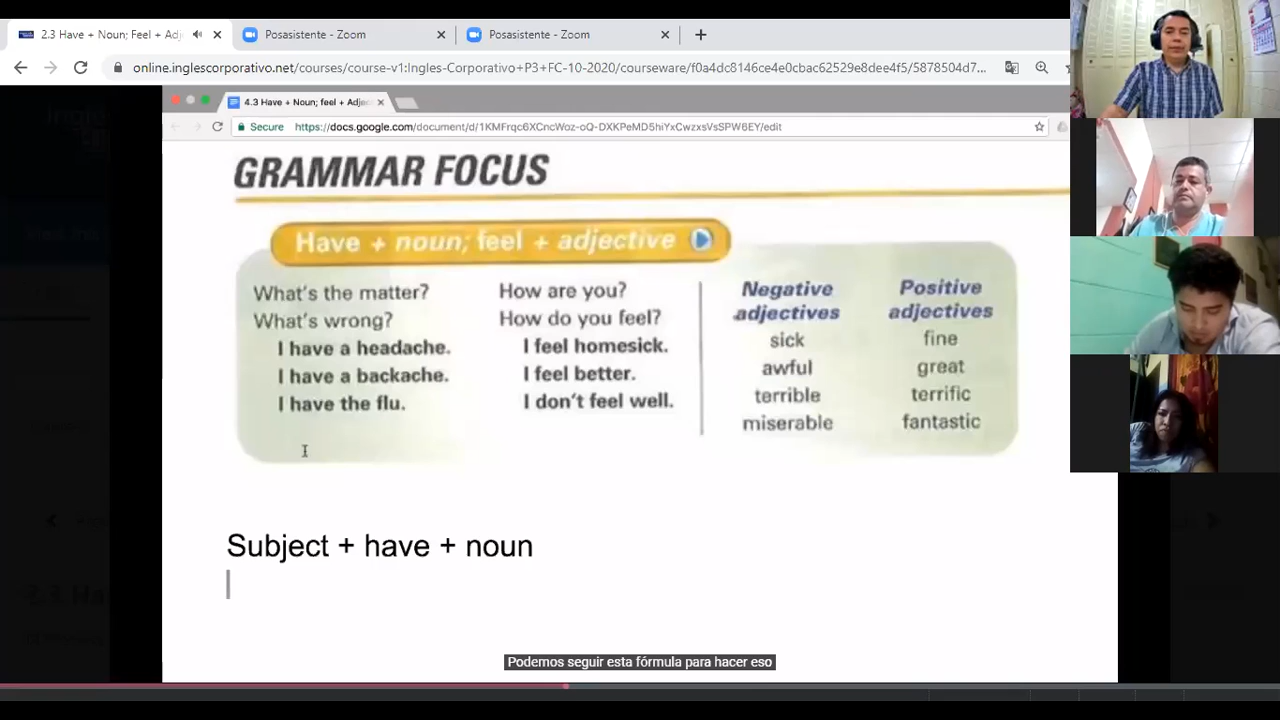 2.3 Have + Noun; Feel + Adj
Posasistente - Zoom
Posasistente - Zoom
online.inglescorporativo.net/courses/course-v1:Ingles-Corporativo+P3+FC-10-2020/courseware/f0a4dc8146ce4e0cbac62529e8dee4f5/5878504d7...
4.3 Have + Noun; feel + Adje
Secure https://docs.google.com/document/d/1KMFrqc6XCncWoz-oQ-DXKPeMD5hiYxCwzxsVsSPW6EY/edit
GRAMMAR FOCUS
Have + noun; feel + adjective
What's the matter?
What's wrong?
I have a headache.
I have a backache.
I have the flu.
How are you?
How do you feel?
I feel homesick.
I feel better.
I don't feel well.
Negative
adjectives
sick
awful
terrible
miserable
Positive
adjectives
fine
great
terrific
fantastic
Subject + have + noun
Podemos seguir esta fórmula para hacer eso